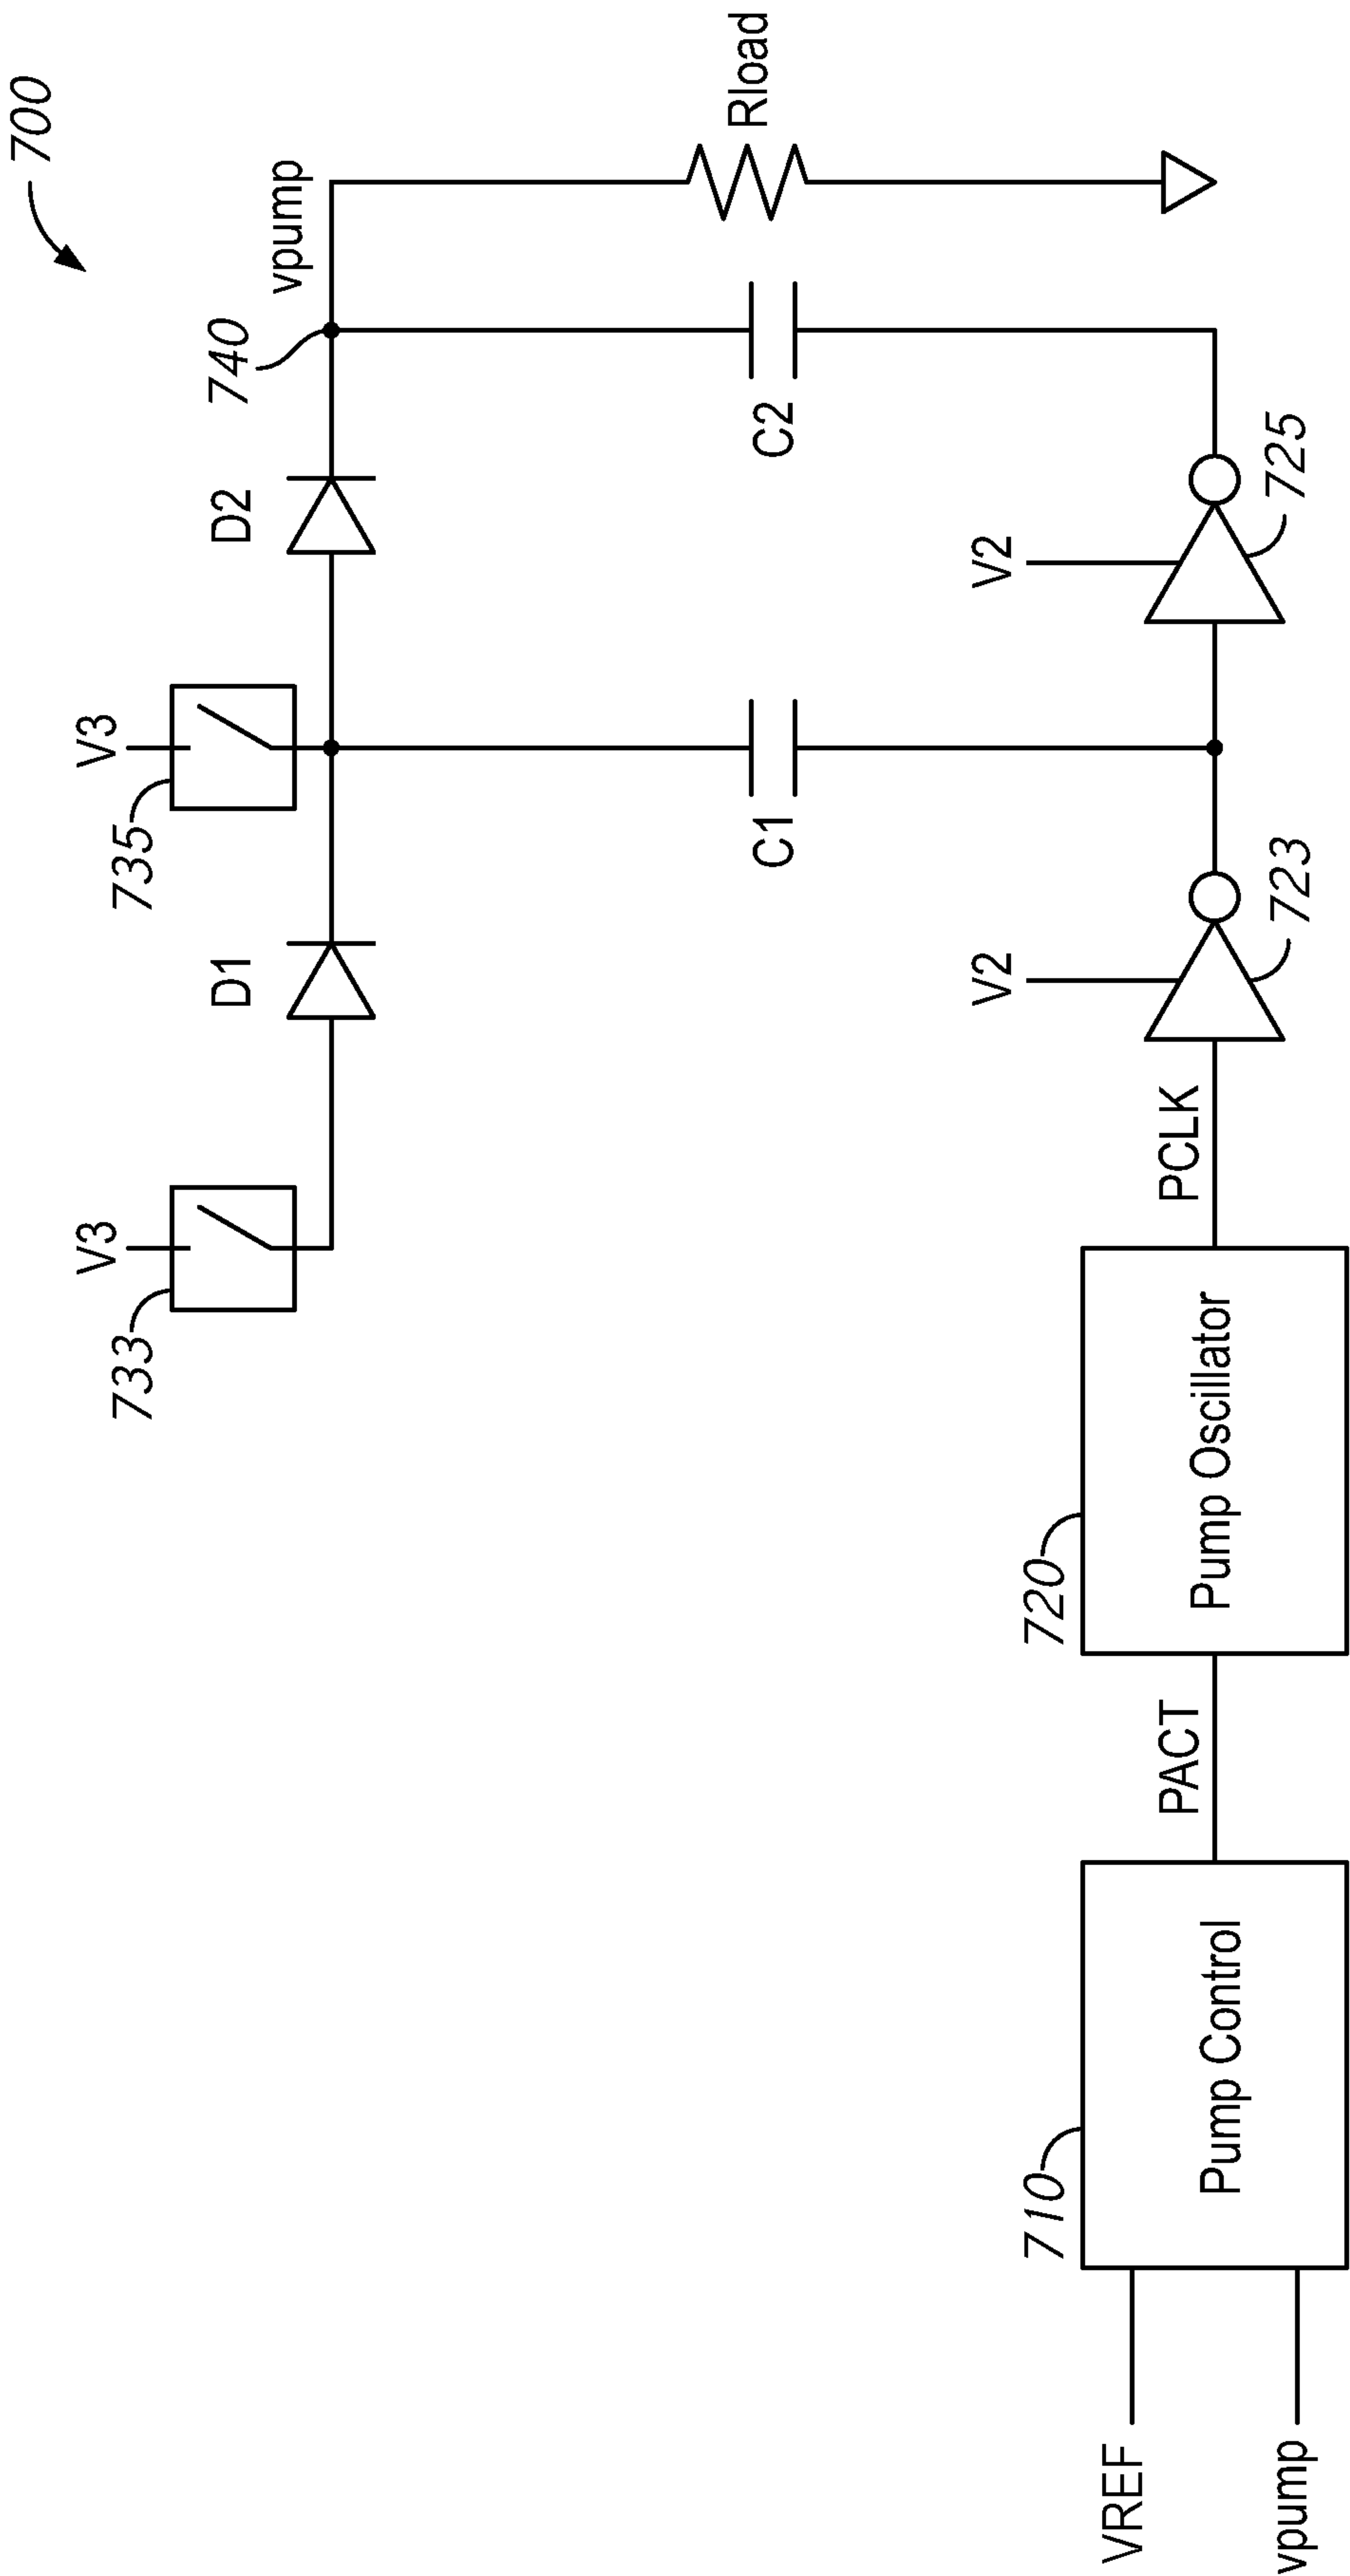 700
V3
V3
733
735
D1
D2
740
vpump
C1
C2
Rload
V2
V2
VREF
vpump
710
Pump Control
PACT
720
Pump Oscillator
PCLK
723
725